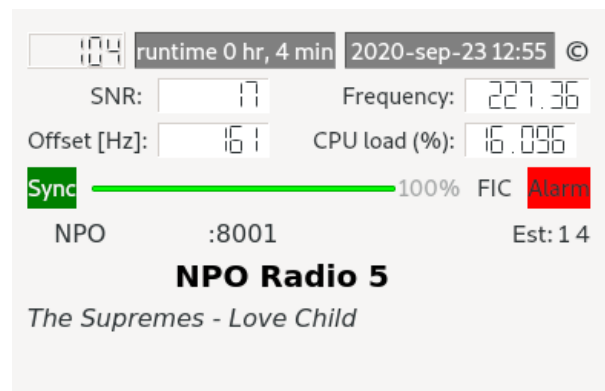 104 runtime 0 hr, 4 min 2020-sep-23 12:55 ©
SNR: 17 Frequency: 227.36
Offset [Hz]: 161 CPU load (%): 16.096
Sync 100% FIC Alarm
NPO :8001 Est: 1 4
NPO Radio 5
The Supremes - Love Child